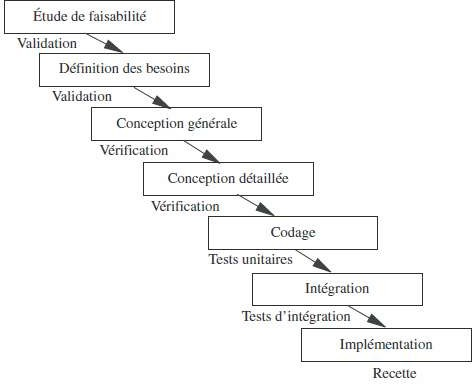 Étude de faisabilité
Validation
Définition des besoins
Validation
Conception générale
Vérification
Conception détaillée
Vérification
Codage
Tests unitaires
Intégration
Tests d’intégration
Implémentation
Recette